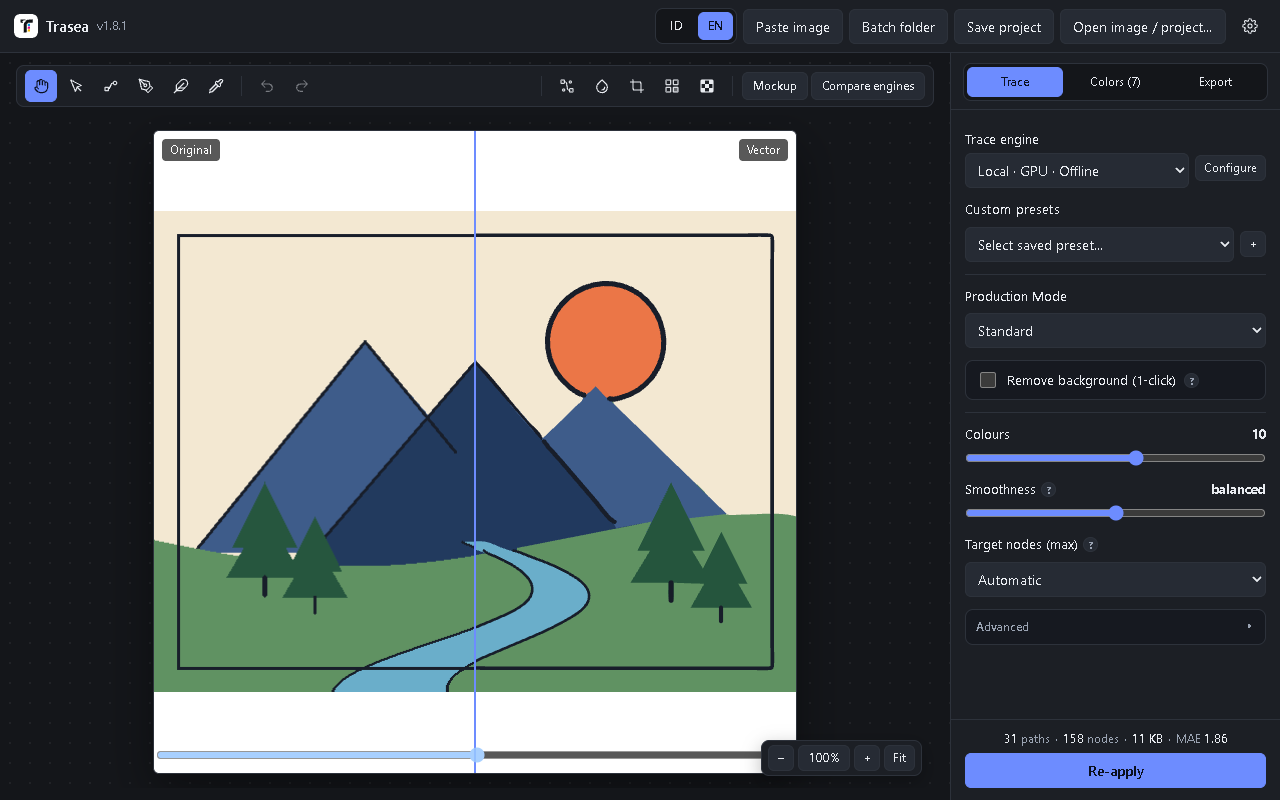 Trasea v1.8.1
ID EN Paste image Batch folder Save project Open image / project...
Mockup Compare engines
Trace Colors (7) Export
Original Vector
Trace engine
Local · GPU · Offline Configure
Custom presets
Select saved preset... +
Production Mode
Standard
Remove background (1-click) ?
Colours 10
Smoothness ? balanced
Target nodes (max) ?
Automatic
Advanced
31 paths · 158 nodes · 11 KB · MAE 1.86
− 100% + Fit
Re-apply